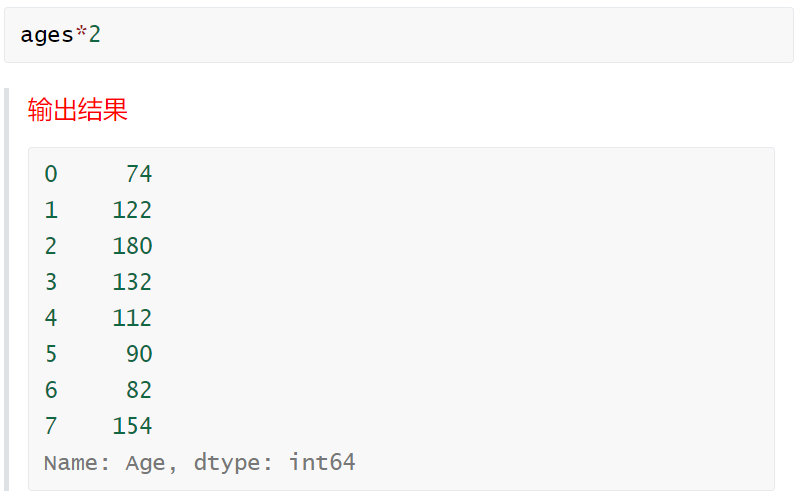 ages*2
输出结果
0     74
1    122
2    180
3    132
4    112
5     90
6     82
7    154
Name: Age, dtype: int64